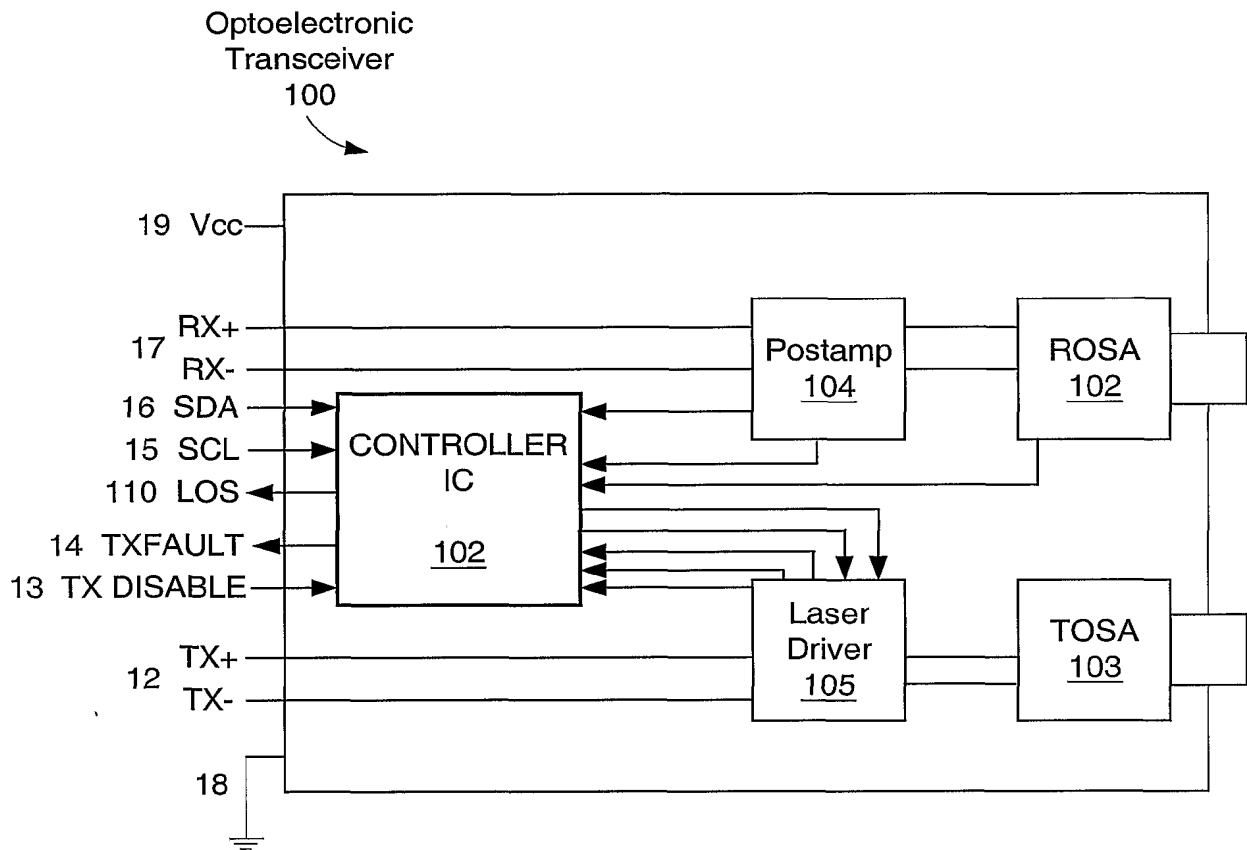 Optoelectronic
Transceiver
100
19 Vcc
17
RX+
RX-
16 SDA
15 SCL
110 LOS
14 TXFAULT
13 TX DISABLE
12
TX+
TX-
18
CONTROLLER
IC
102
Postamp
104
ROSA
102
Laser
Driver
105
TOSA
103